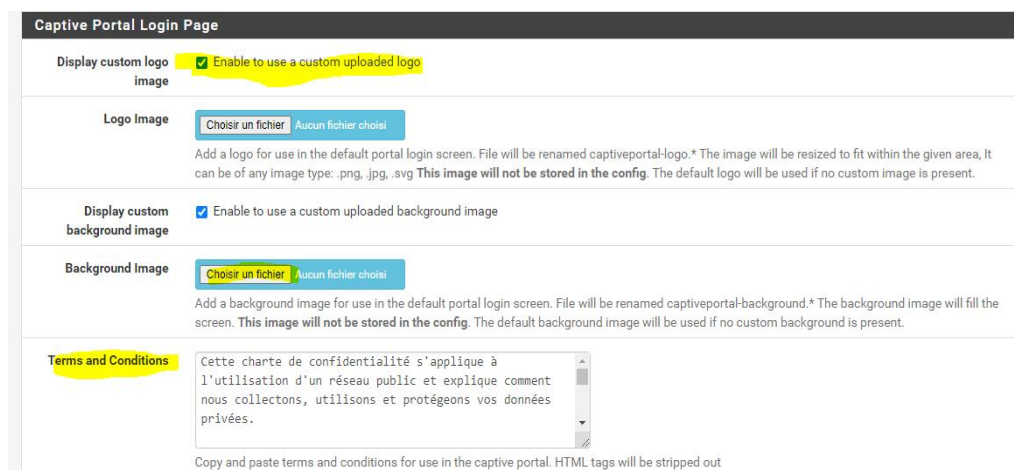 Captive Portal Login Page
Display custom logo image
Enable to use a custom uploaded logo
Logo Image
Choisir un fichier Aucun fichier choisi
Add a logo for use in the default portal login screen. File will be renamed captiveportal-logo.* The image will be resized to fit within the given area, It
can be of any image type: .png, .jpg, .svg This image will not be stored in the config. The default logo will be used if no custom image is present.
Display custom background image
Enable to use a custom uploaded background image
Background Image
Choisir un fichier Aucun fichier choisi
Add a background image for use in the default portal login screen. File will be renamed captiveportal-background.* The background image will fill the
screen. This image will not be stored in the config. The default background image will be used if no custom background is present.
Terms and Conditions
Cette charte de confidentialité s'applique à
l'utilisation d'un réseau public et explique comment
nous collectons, utilisons et protégeons vos données
privées.
Copy and paste terms and conditions for use in the captive portal. HTML tags will be stripped out